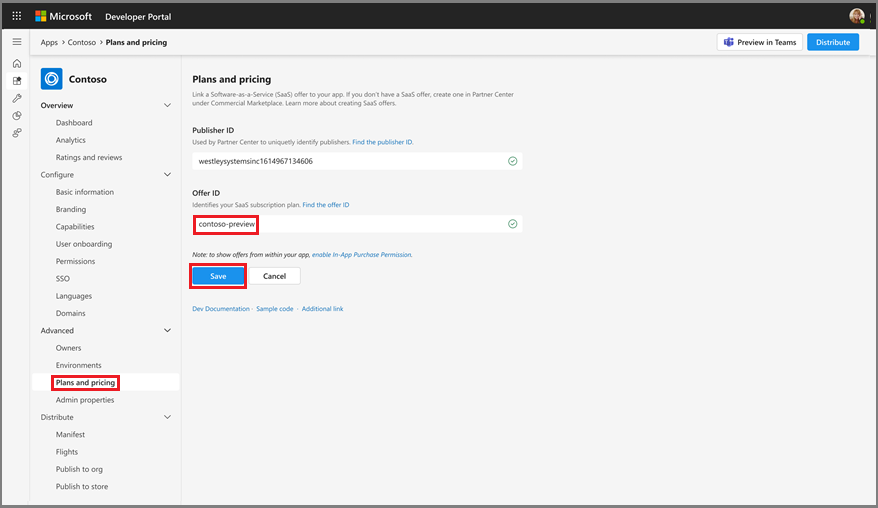 Microsoft Developer Portal
Apps > Contoso > Plans and pricing
Preview in Teams
Distribute
Contoso
Overview
Dashboard
Analytics
Ratings and reviews
Configure
Basic information
Branding
Capabilities
User onboarding
Permissions
SSO
Languages
Domains
Advanced
Owners
Environments
Plans and pricing
Admin properties
Distribute
Manifest
Flights
Publish to org
Publish to store
Plans and pricing
Link a Software-as-a-Service (SaaS) offer to your app. If you don't have a SaaS offer, create one in Partner Center
under Commercial Marketplace. Learn more about creating SaaS offers.
Publisher ID
Used by Partner Center to uniquetly identify publishers. Find the publisher ID.
westleysystemsinc1614967134606
Offer ID
Identifies your SaaS subscription plan. Find the offer ID
contoso-preview
Note: to show offers from within your app, enable In-App Purchase Permission.
Save Cancel
Dev Documentation · Sample code · Additional link